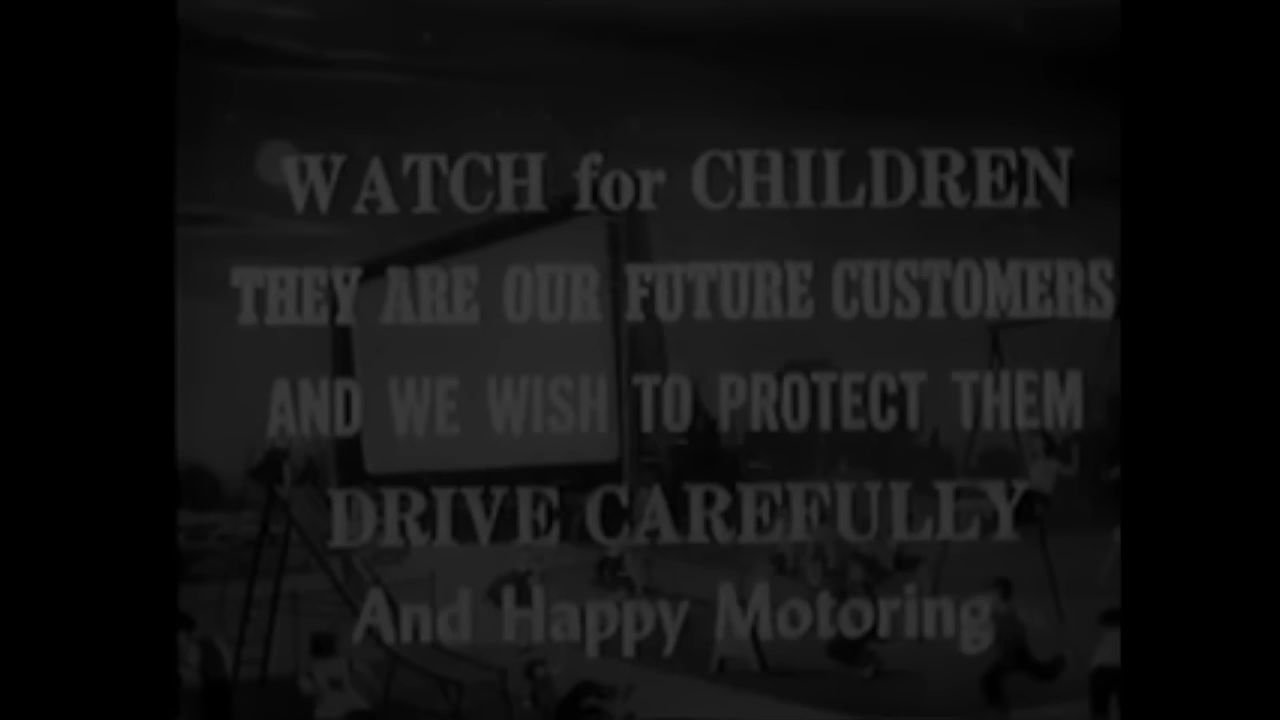 WATCH for CHILDREN
THEY ARE OUR FUTURE CUSTOMERS
AND WE WISH TO PROTECT THEM
DRIVE CAREFULLY
And Happy Motoring